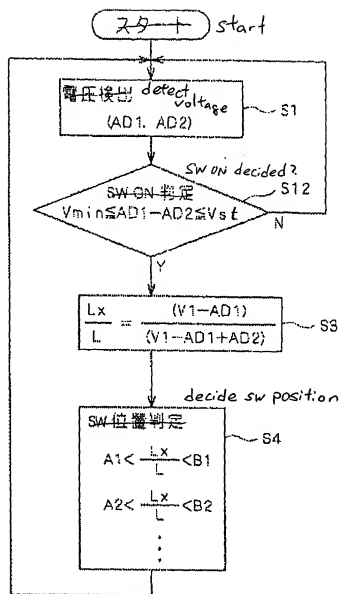 スタート start
電圧検出 detect voltage
(AD1, AD2)
S1
SW ON decided?
SW ON 判定
S12
Vmin≦AD1-AD2≦Vst
N
Y
Lx/L = (V1-AD1)/(V1-AD1+AD2)
S3
decide sw position
SW位置判定
S4
A1< Lx/L <B1
A2< Lx/L <B2
⋮